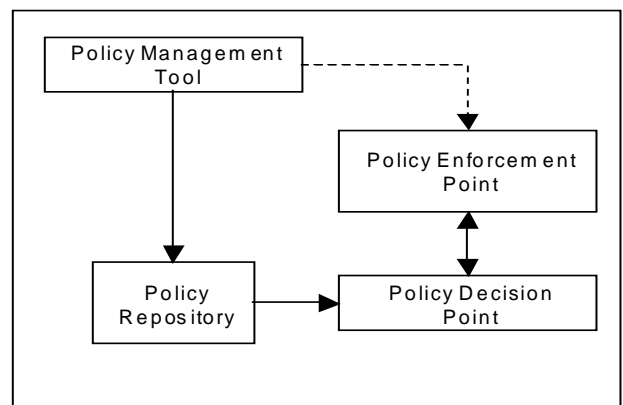 Policy Management
Tool
Policy Enforcement
Point
Policy
Repository
Policy Decision
Point